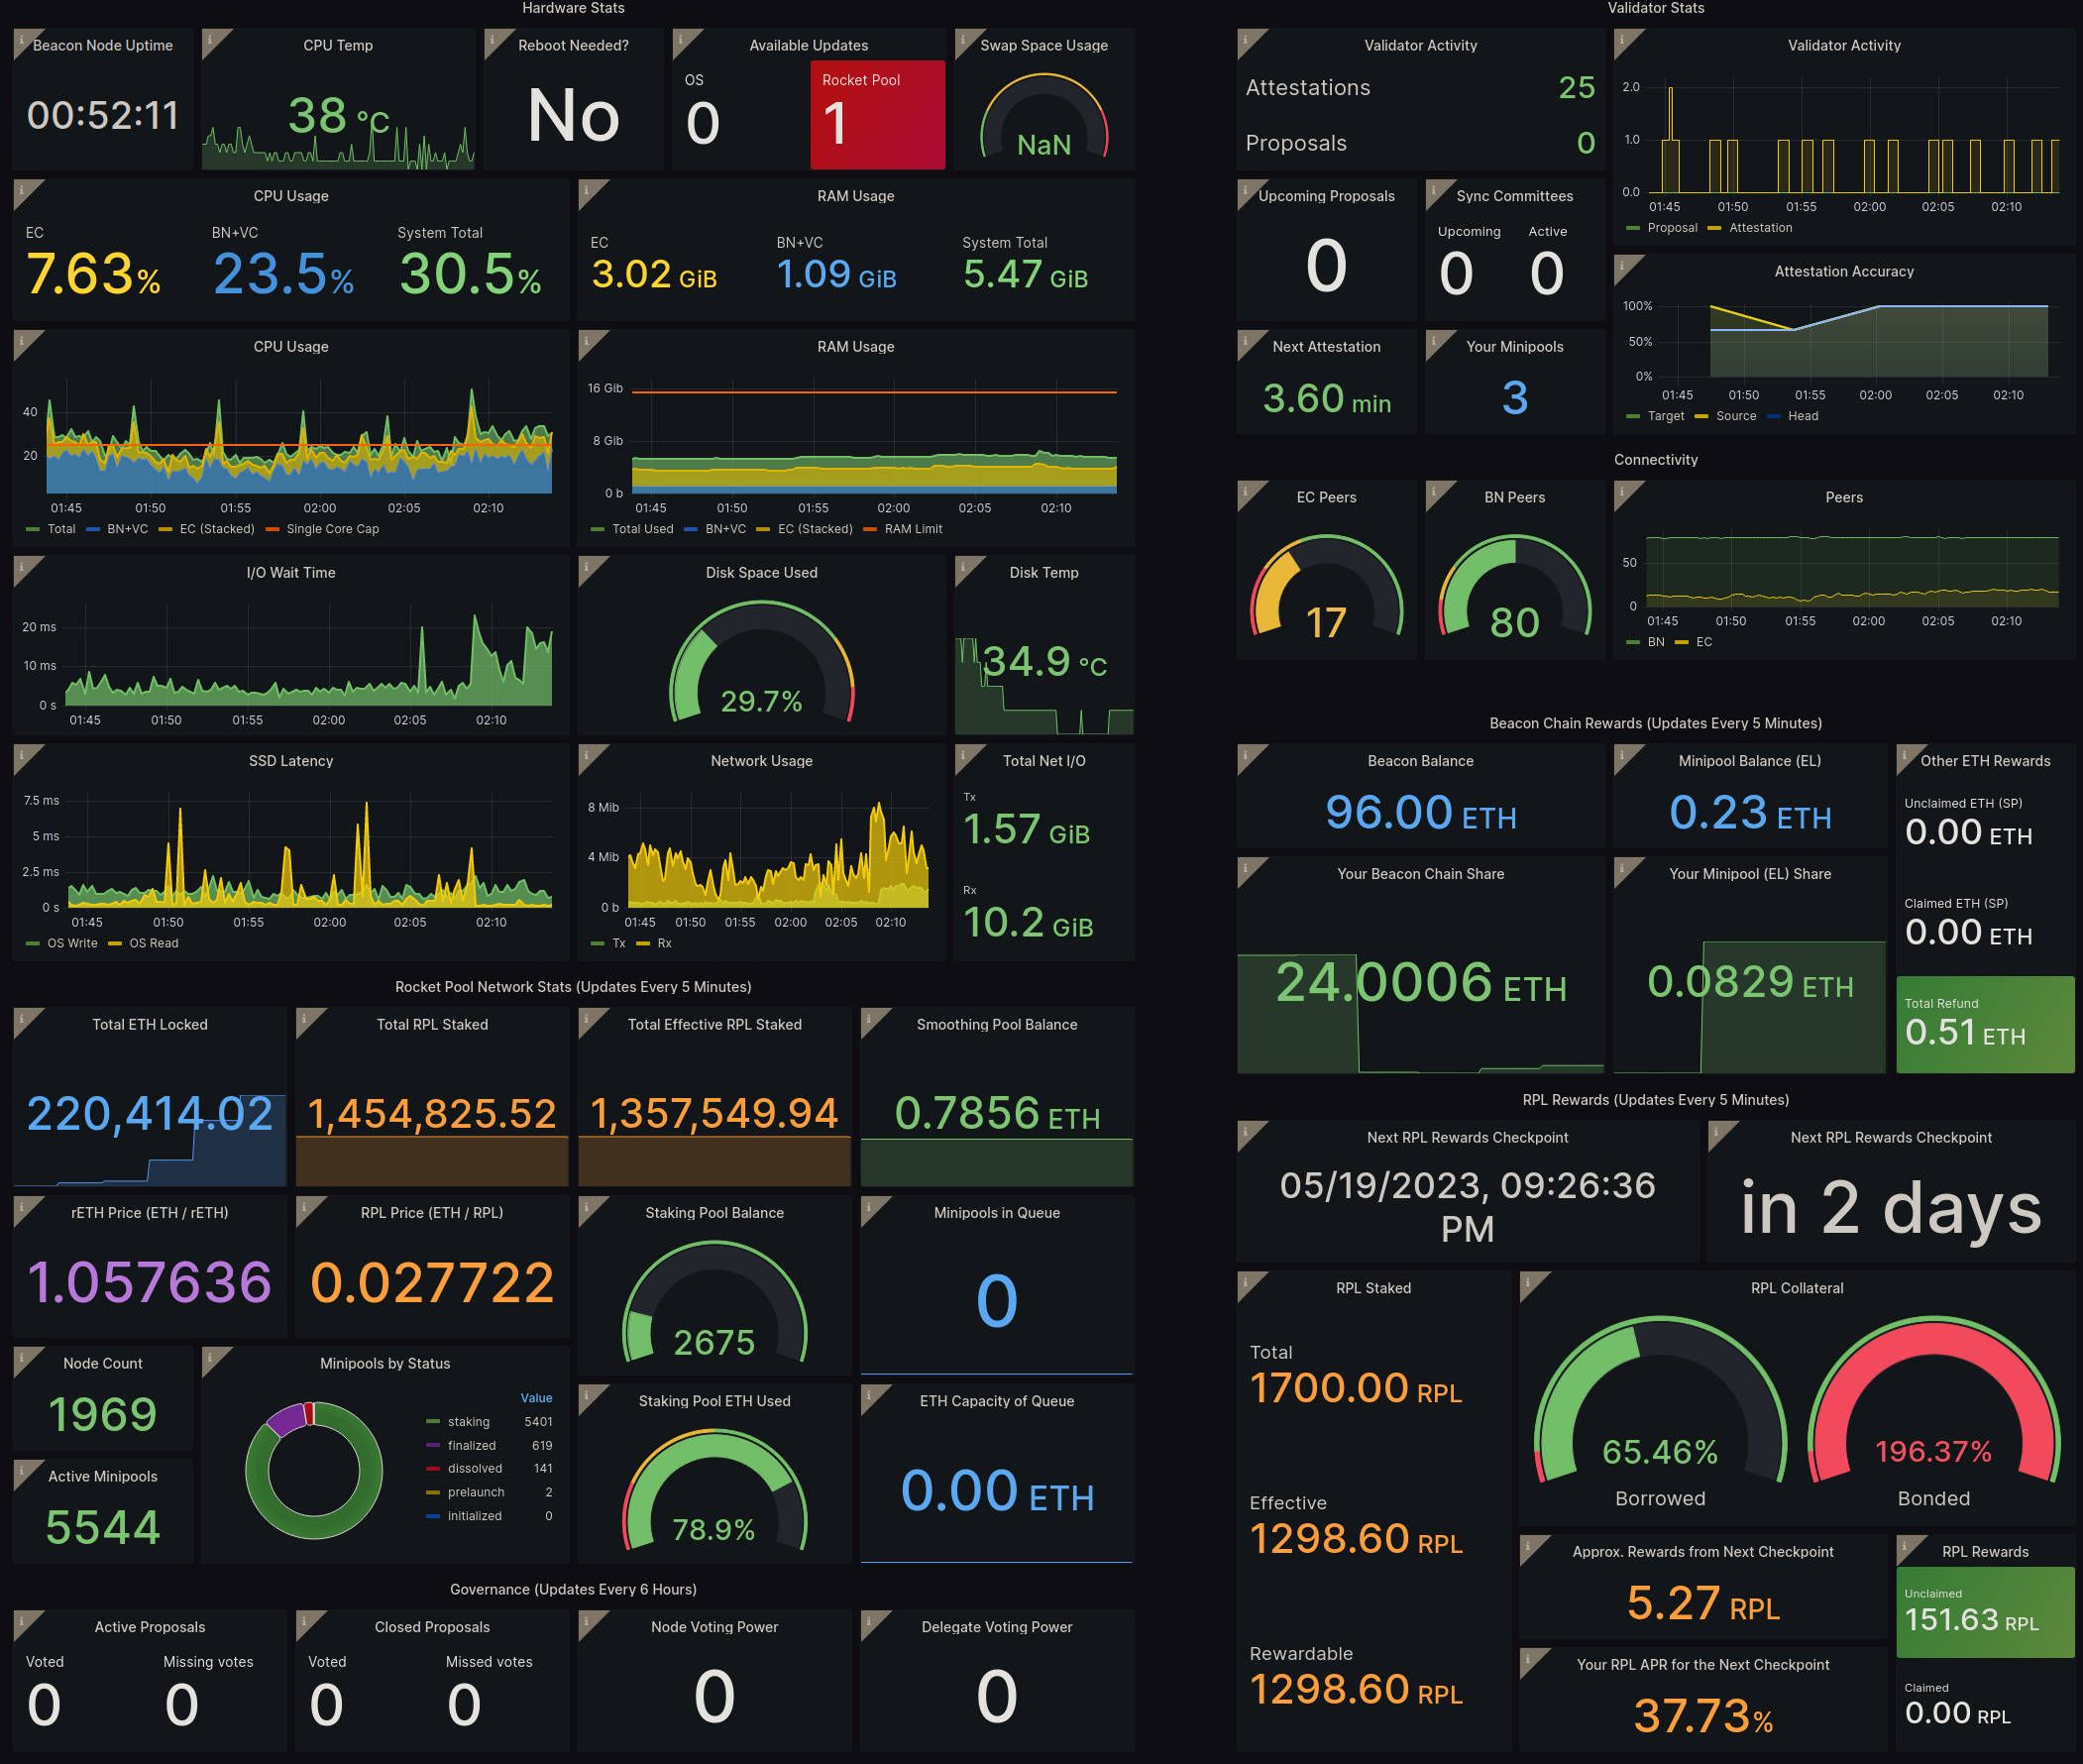 Hardware Stats
Beacon Node Uptime
00:52:11
CPU Temp
38 °C
Reboot Needed?
No
Available Updates
OS
0
Rocket Pool
1
Swap Space Usage
NaN
CPU Usage
EC
7.63%
BN+VC
23.5%
System Total
30.5%
RAM Usage
EC
3.02 GiB
BN+VC
1.09 GiB
System Total
5.47 GiB
CPU Usage
40
20
01:45 01:50 01:55 02:00 02:05 02:10
Total BN+VC EC (Stacked) Single Core Cap
RAM Usage
16 Gib
8 Gib
0 b
01:45 01:50 01:55 02:00 02:05 02:10
Total Used BN+VC EC (Stacked) RAM Limit
I/O Wait Time
20 ms
10 ms
0 s
01:45 01:50 01:55 02:00 02:05 02:10
Disk Space Used
29.7%
Disk Temp
34.9 °C
SSD Latency
7.5 ms
5 ms
2.5 ms
0 s
01:45 01:50 01:55 02:00 02:05 02:10
OS Write OS Read
Network Usage
8 Mib
4 Mib
0 b
01:45 01:50 01:55 02:00 02:05 02:10
Tx Rx
Total Net I/O
Tx
1.57 GiB
Rx
10.2 GiB
Rocket Pool Network Stats (Updates Every 5 Minutes)
Total ETH Locked
220,414.02
Total RPL Staked
1,454,825.52
Total Effective RPL Staked
1,357,549.94
Smoothing Pool Balance
0.7856 ETH
rETH Price (ETH / rETH)
1.057636
RPL Price (ETH / RPL)
0.027722
Staking Pool Balance
2675
Minipools in Queue
0
Node Count
1969
Active Minipools
5544
Minipools by Status
Value
staking 5401
finalized 619
dissolved 141
prelaunch 2
initialized 0
Staking Pool ETH Used
78.9%
ETH Capacity of Queue
0.00 ETH
Governance (Updates Every 6 Hours)
Active Proposals
Voted
0
Missing votes
0
Closed Proposals
Voted
0
Missed votes
0
Node Voting Power
0
Delegate Voting Power
0
Validator Stats
Validator Activity
Attestations 25
Proposals 0
Validator Activity
2.0
1.0
0.0
01:45 01:50 01:55 02:00 02:05 02:10
Proposal Attestation
Upcoming Proposals
0
Sync Committees
Upcoming
0
Active
0
Next Attestation
3.60 min
Your Minipools
3
Attestation Accuracy
100%
50%
0%
01:45 01:50 01:55 02:00 02:05 02:10
Target Source Head
Connectivity
EC Peers
17
BN Peers
80
Peers
50
0
01:45 01:50 01:55 02:00 02:05 02:10
BN EC
Beacon Chain Rewards (Updates Every 5 Minutes)
Beacon Balance
96.00 ETH
Minipool Balance (EL)
0.23 ETH
Other ETH Rewards
Unclaimed ETH (SP)
0.00 ETH
Claimed ETH (SP)
0.00 ETH
Total Refund
0.51 ETH
Your Beacon Chain Share
24.0006 ETH
Your Minipool (EL) Share
0.0829 ETH
RPL Rewards (Updates Every 5 Minutes)
Next RPL Rewards Checkpoint
05/19/2023, 09:26:36
PM
Next RPL Rewards Checkpoint
in 2 days
RPL Staked
Total
1700.00 RPL
Effective
1298.60 RPL
Rewardable
1298.60 RPL
RPL Collateral
65.46%
Borrowed
196.37%
Bonded
Approx. Rewards from Next Checkpoint
5.27 RPL
Your RPL APR for the Next Checkpoint
37.73%
RPL Rewards
Unclaimed
151.63 RPL
Claimed
0.00 RPL